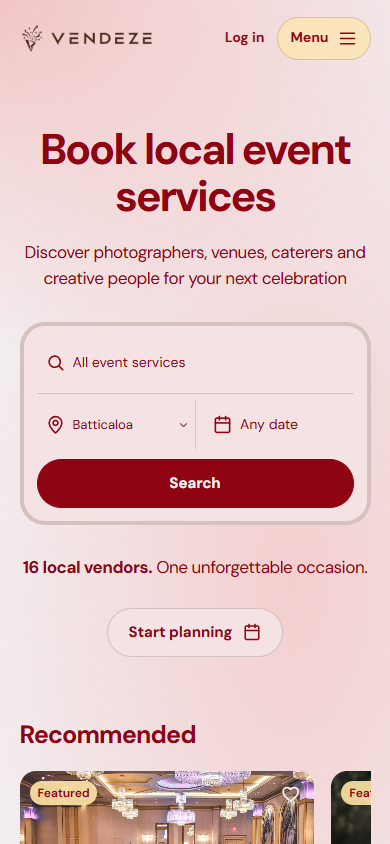 VENDEZE
Log in
Menu
Book local event
services
Discover photographers, venues, caterers and
creative people for your next celebration
All event services
Batticaloa
Any date
Search
16 local vendors. One unforgettable occasion.
Start planning
Recommended
Featured